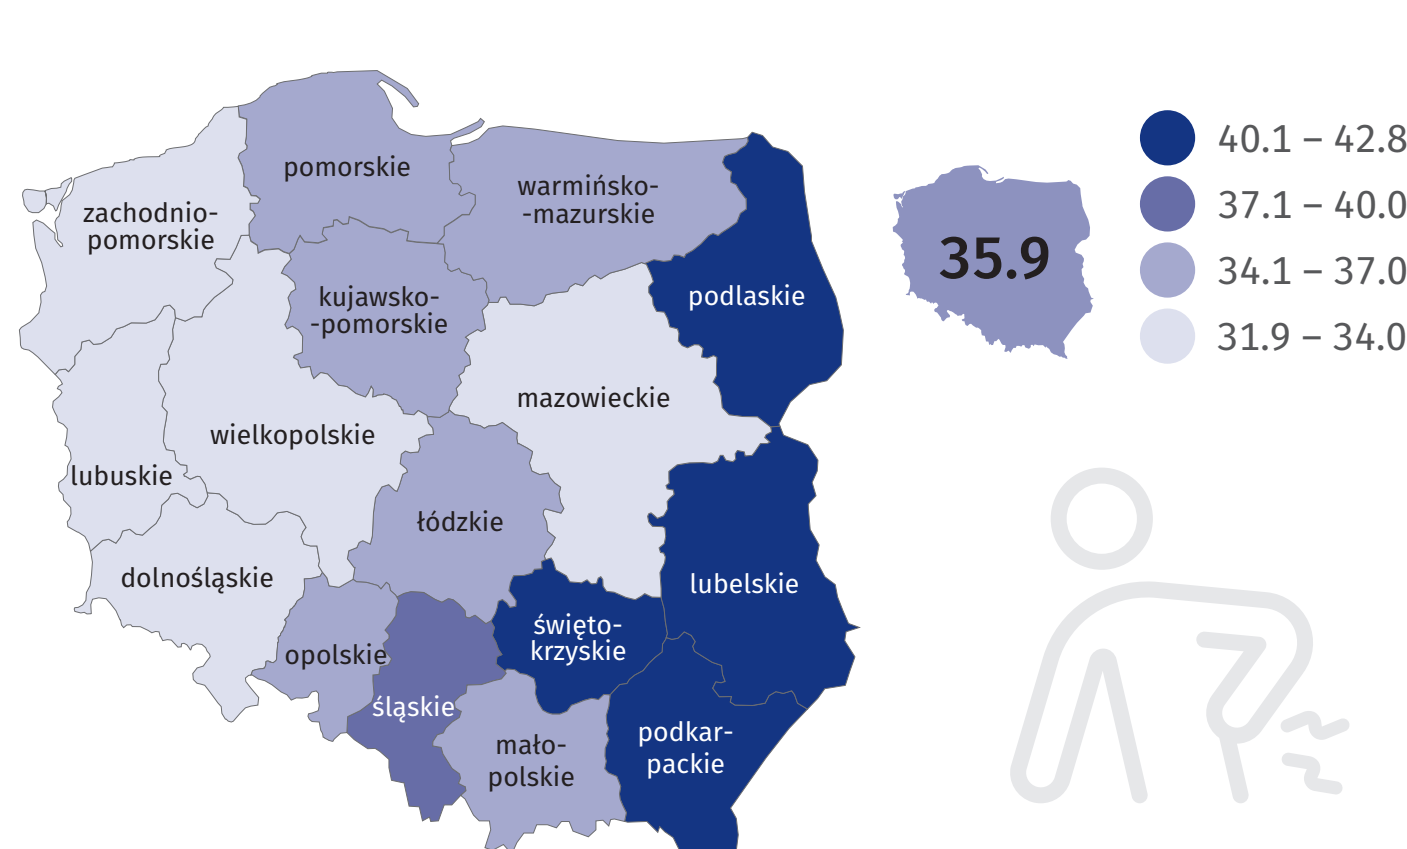 pomorskie
warmińsko-
-mazurskie
zachodnio-
pomorskie
kujawsko-
-pomorskie
podlaskie
mazowieckie
wielkopolskie
lubuskie
łódzkie
dolnośląskie
lubelskie
święto-
krzyskie
opolskie
śląskie
mało-
polskie
podkar-
packie
35.9
40.1 – 42.8
37.1 – 40.0
34.1 – 37.0
31.9 – 34.0